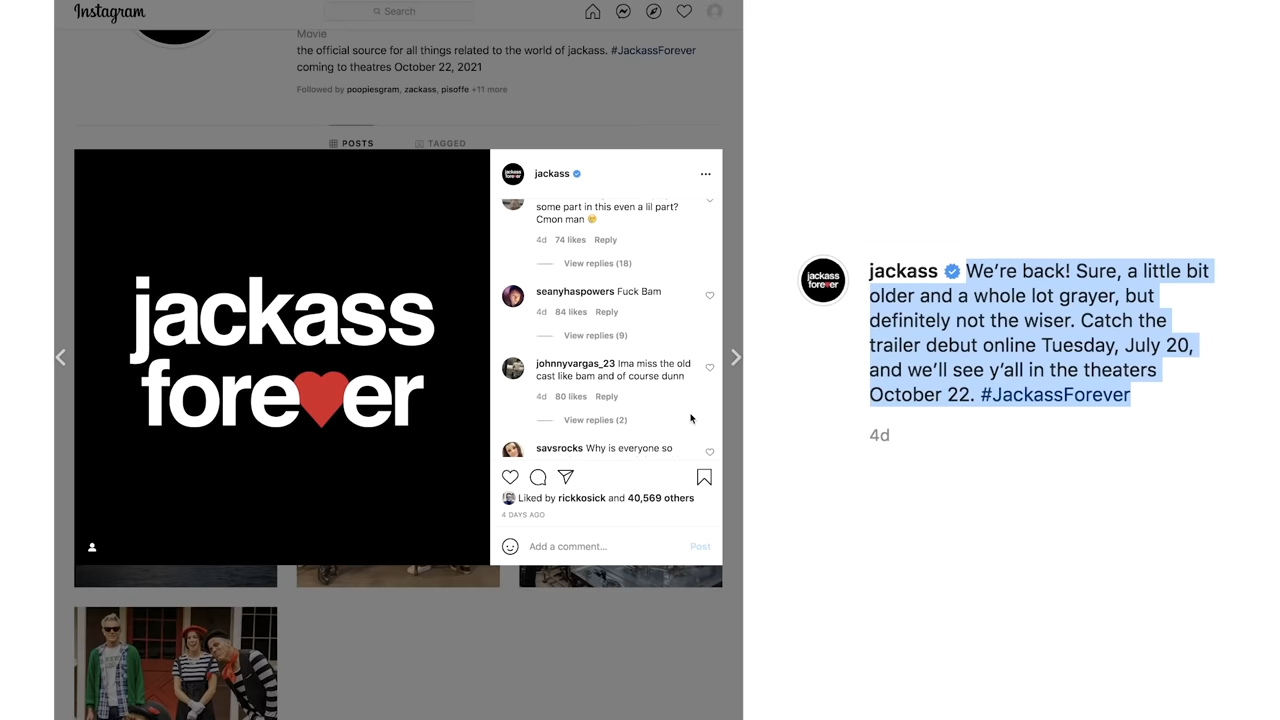 Instagram
Search
Movie
the official source for all things related to the world of jackass. #JackassForever
coming to theatres October 22, 2021
Followed by poopiesgram, zackass, pisoffe +11 more
POSTS
TAGGED
jackass
forever
jackass
forever
jackass
some part in this even a lil part?
Cmon man
4d 74 likes Reply
View replies (18)
seanyhaspowers Fuck Bam
4d 84 likes Reply
View replies (9)
johnnyvargas_23 Ima miss the old
cast like bam and of course dunn
4d 80 likes Reply
View replies (2)
savsrocks Why is everyone so
Liked by rickkosick and 40,569 others
4 DAYS AGO
Add a comment...
Post
jackass
forever
jackass We're back! Sure, a little bit
older and a whole lot grayer, but
definitely not the wiser. Catch the
trailer debut online Tuesday, July 20,
and we'll see y'all in the theaters
October 22. #JackassForever
4d